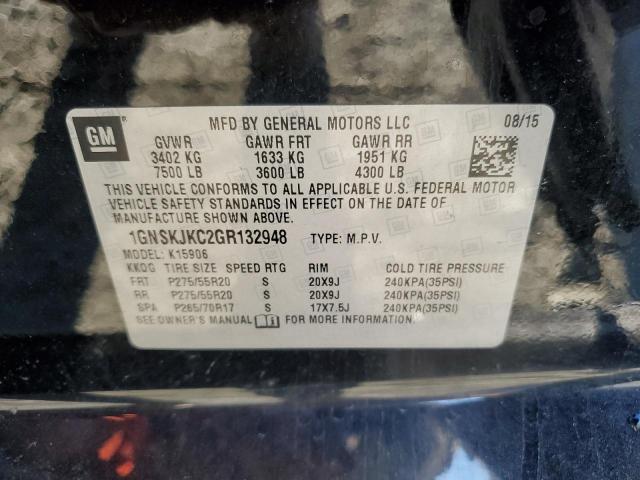 GM
MFD BY GENERAL MOTORS LLC 08/15
GVWR GAWR FRT GAWR RR
3402 KG 1633 KG 1951 KG
7500 LB 3600 LB 4300 LB
THIS VEHICLE CONFORMS TO ALL APPLICABLE U.S. FEDERAL MOTOR
VEHICLE SAFETY STANDARDS IN EFFECT ON THE DATE OF
MANUFACTURE SHOWN ABOVE.
1GNSKJKC2GR132948 TYPE: M.P.V.
MODEL: K15906
KKDG TIRE SIZE SPEED RTG RIM COLD TIRE PRESSURE
FRT P275/55R20 S 20X9J 240KPA(35PSI)
RR P275/55R20 S 20X9J 240KPA(35PSI)
SPA P265/70R17 S 17X7.5J 240KPA(35PSI)
SEE OWNER'S MANUAL FOR MORE INFORMATION.